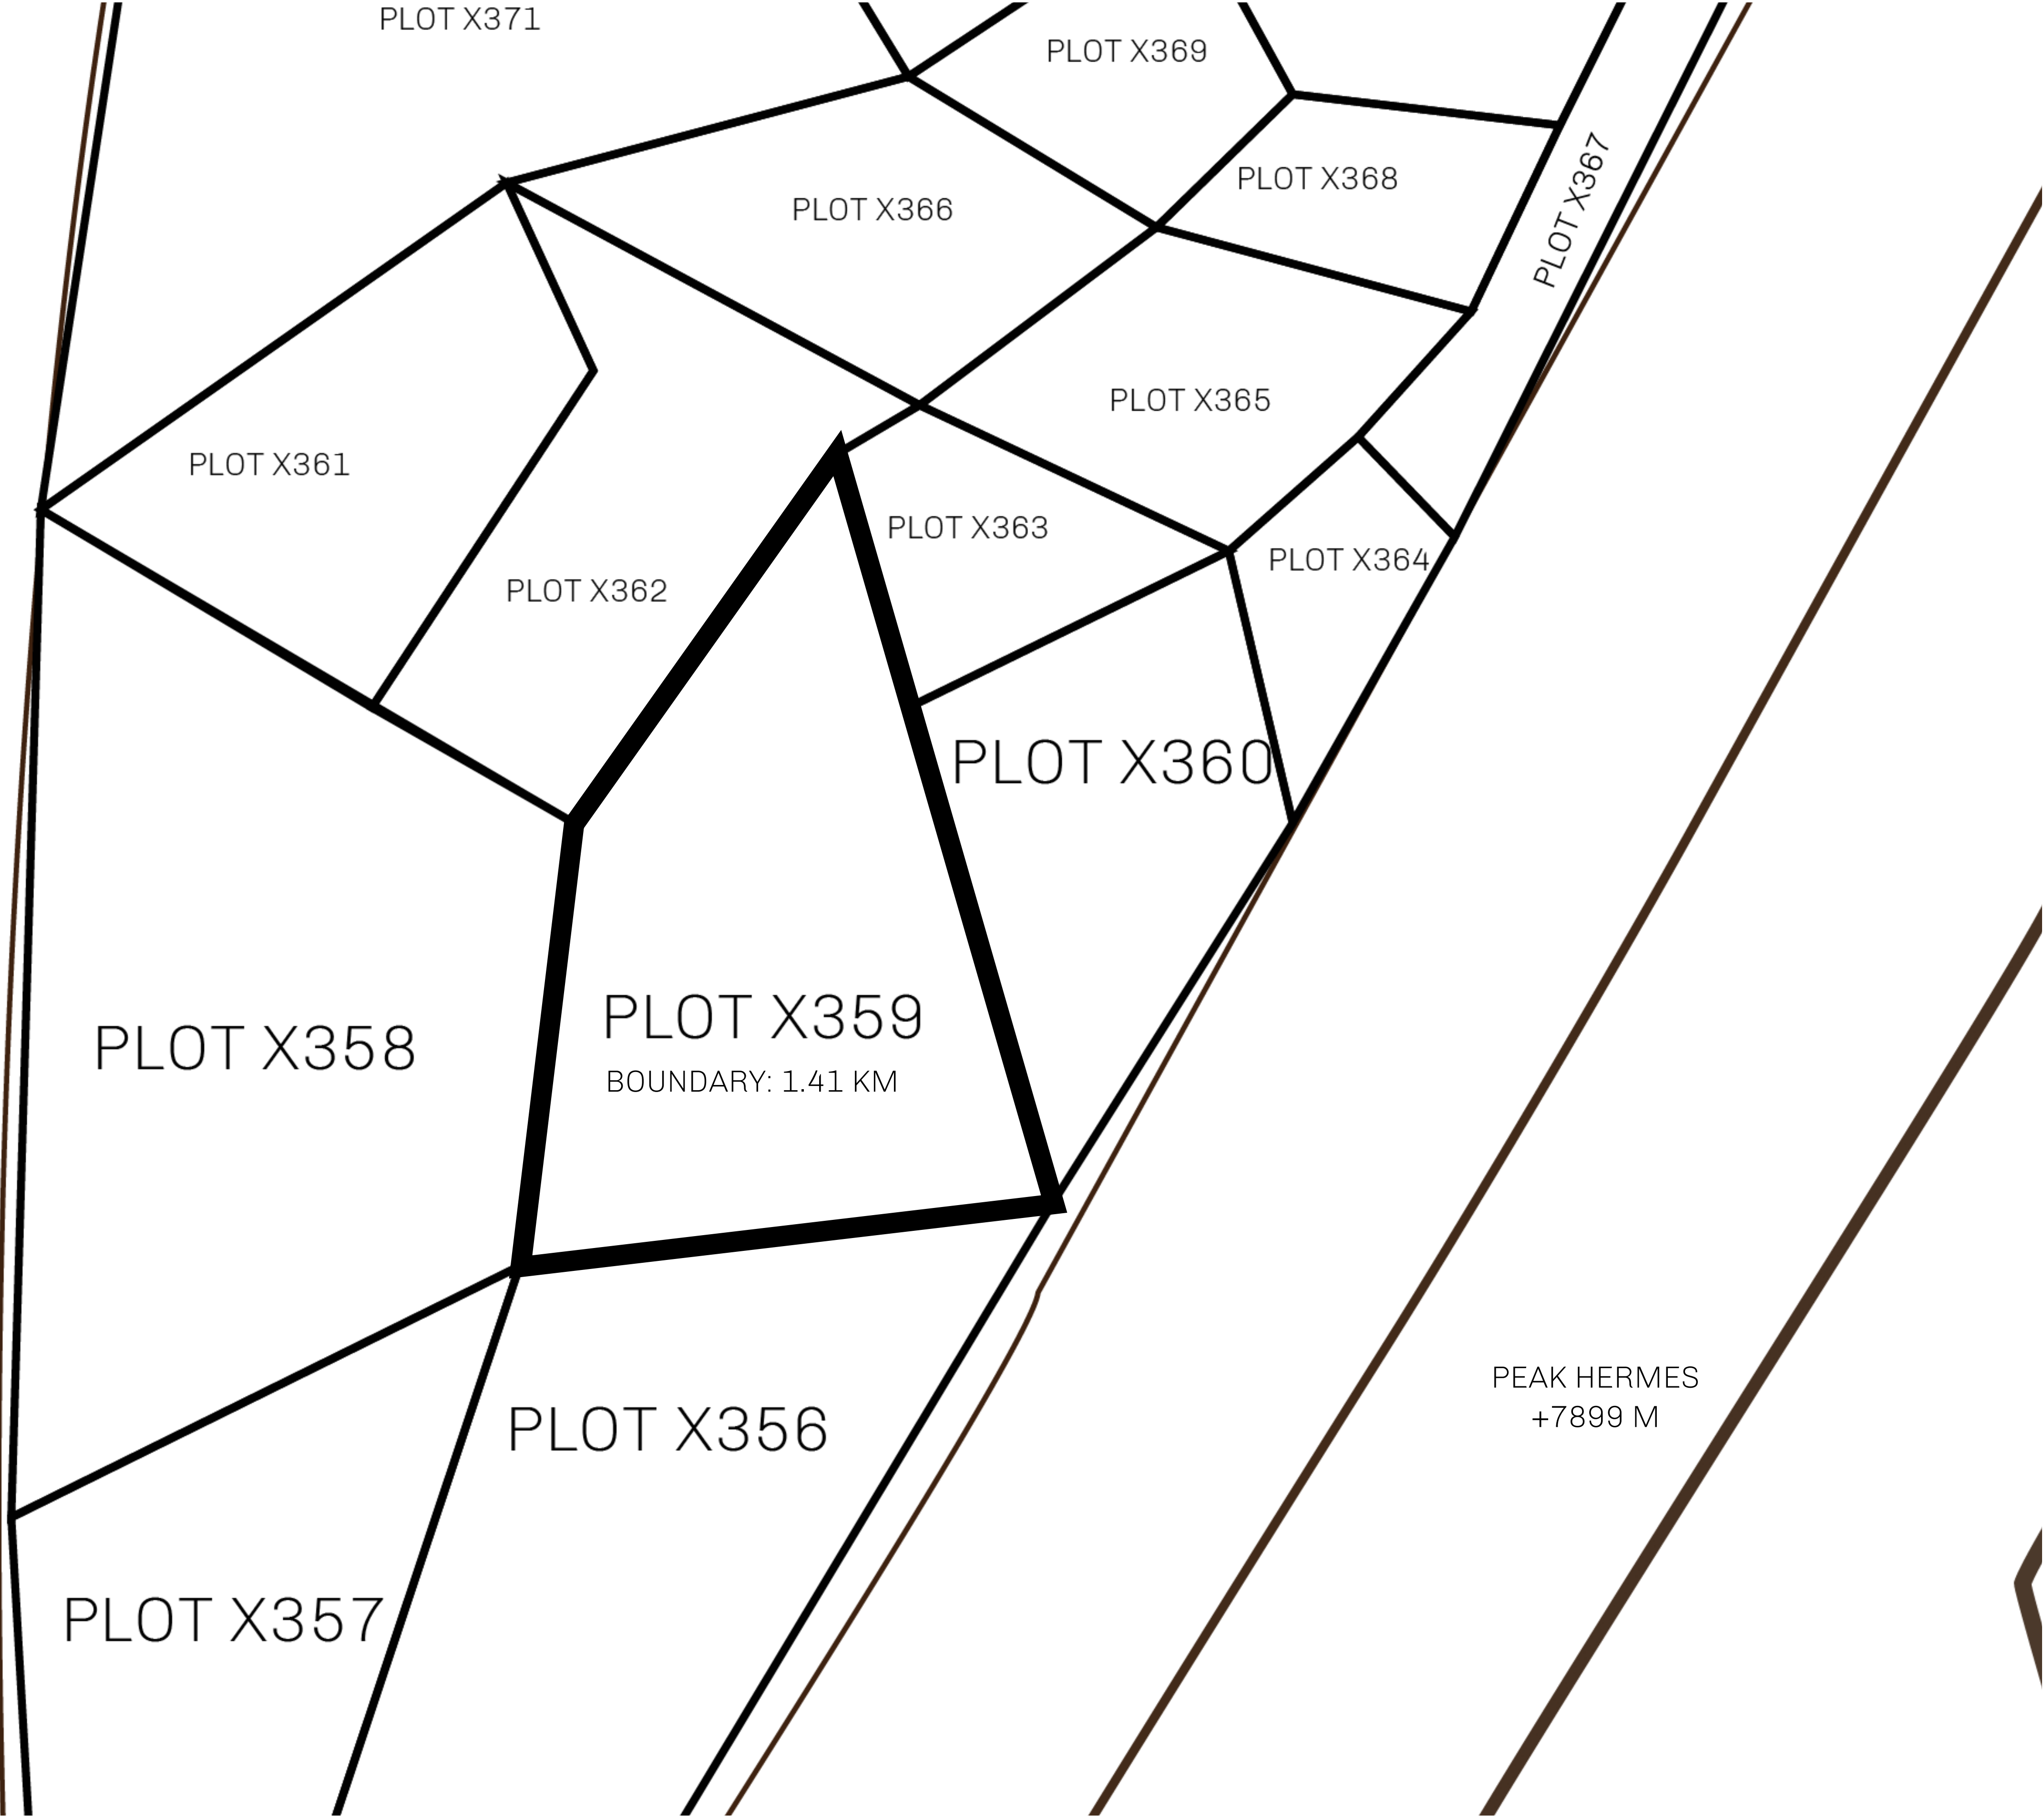 PLOT X371
PLOT X369
PLOT X368
PLOT X367
PLOT X366
PLOT X365
PLOT X361
PLOT X363
PLOT X364
PLOT X362
PLOT X360
PLOT X359
BOUNDARY: 1.41 KM
PLOT X358
PEAK HERMES
+7899 M
PLOT X356
PLOT X357